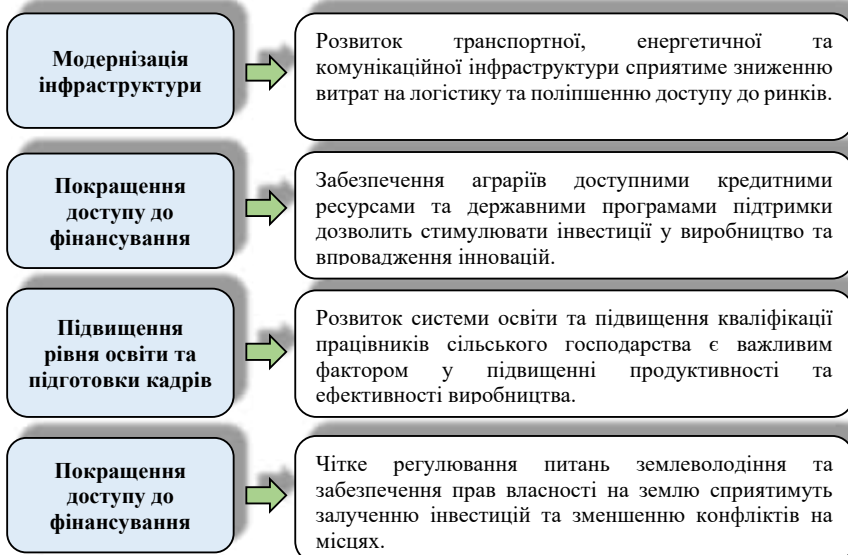 Модернізація
інфраструктури
Розвиток транспортної, енергетичної та
комунікаційної інфраструктури сприятиме зниженню
витрат на логістику та поліпшенню доступу до ринків.
Покращення
доступу до
фінансування
Забезпечення аграріїв доступними кредитними
ресурсами та державними програмами підтримки
дозволить стимулювати інвестиції у виробництво та
впровадження інновацій.
Підвищення
рівня освіти та
підготовки кадрів
Розвиток системи освіти та підвищення кваліфікації
працівників сільського господарства є важливим
фактором у підвищенні продуктивності та
ефективності виробництва.
Покращення
доступу до
фінансування
Чітке регулювання питань землеволодіння та
забезпечення прав власності на землю сприятимуть
залученню інвестицій та зменшенню конфліктів на
місцях.